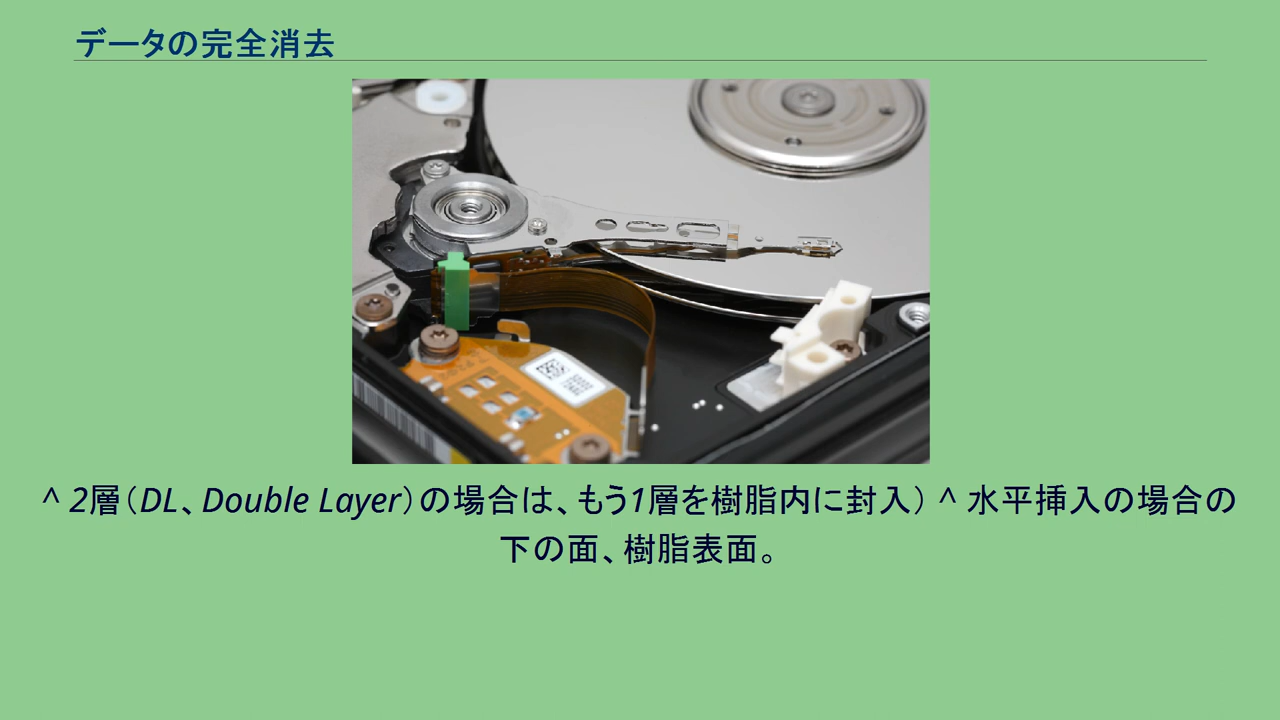 データの完全消去
^ 2層（DL、Double Layer）の場合は、もう1層を樹脂内に封入） ^ 水平挿入の場合の
下の面、樹脂表面。